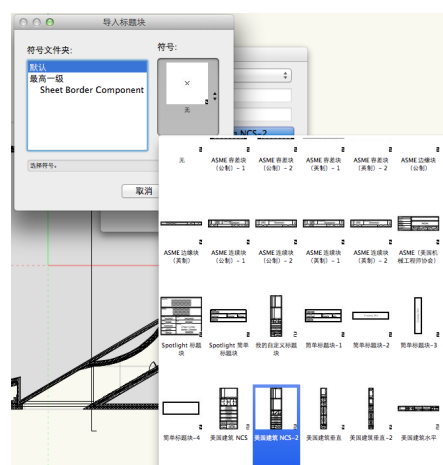 导入标题块
符号文件夹:
符号:
默认
最高一级
Sheet Border Component
无
选择符号。
取消
NCS-2
无
ASME 容差块
(公制) - 1
ASME 容差块
(公制) - 2
ASME 容差块
(英制) - 1
ASME 容差块
(英制) - 2
ASME 边缘块
(公制)
ASME 边缘块
(英制)
ASME 连续块
(公制) - 1
ASME 连续块
(公制) - 2
ASME 连续块
(英制) - 1
ASME 连续块
(英制) - 2
ASME (美国机
械工程师协会)
Spotlight 标题
块
Spotlight 简单
标题块
我的自定义标题
块
简单标题块-1
简单标题块-2
简单标题块-3
简单标题块-4
美国建筑 NCS
美国建筑 NCS-2
美国建筑垂直
美国建筑垂直-2
美国建筑水平